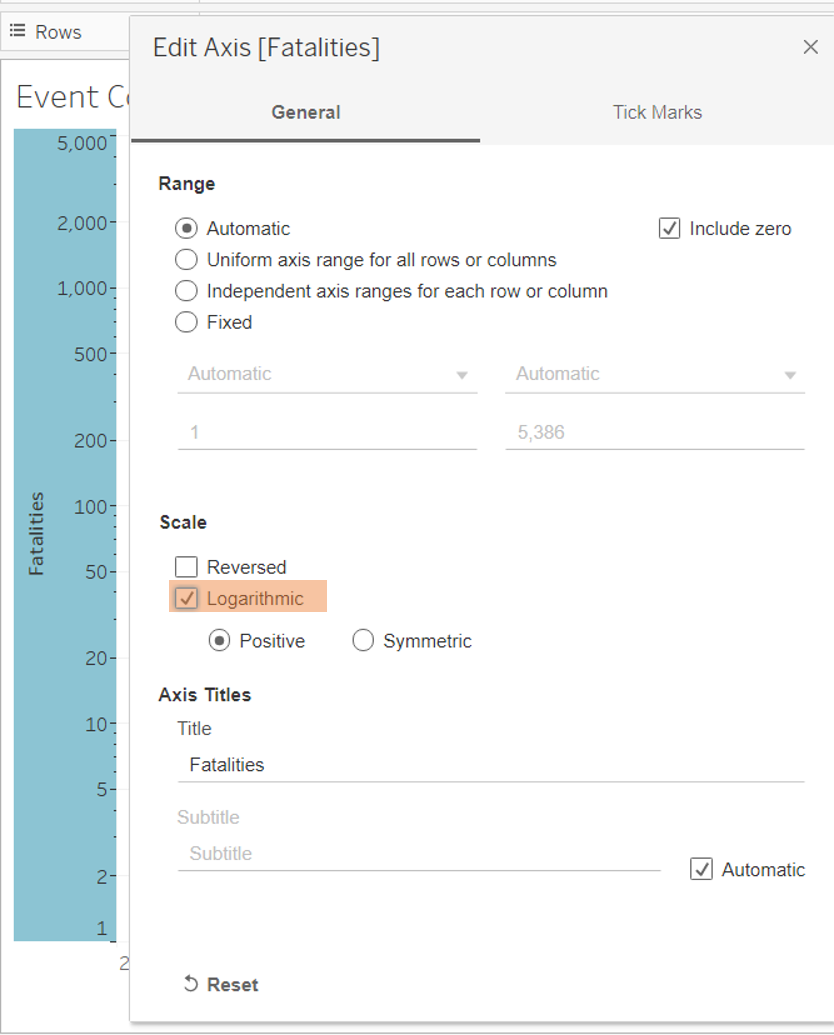 Rows
Edit Axis [Fatalities]
Event C
General
Tick Marks
5,000
2,000
1,000
500
200
100
50
20
10
5
2
1
2
Fatalities
Range
Automatic
Include zero
Uniform axis range for all rows or columns
Independent axis ranges for each row or column
Fixed
Automatic
Automatic
1
5,386
Scale
Reversed
Logarithmic
Positive
Symmetric
Axis Titles
Title
Fatalities
Subtitle
Subtitle
Automatic
Reset